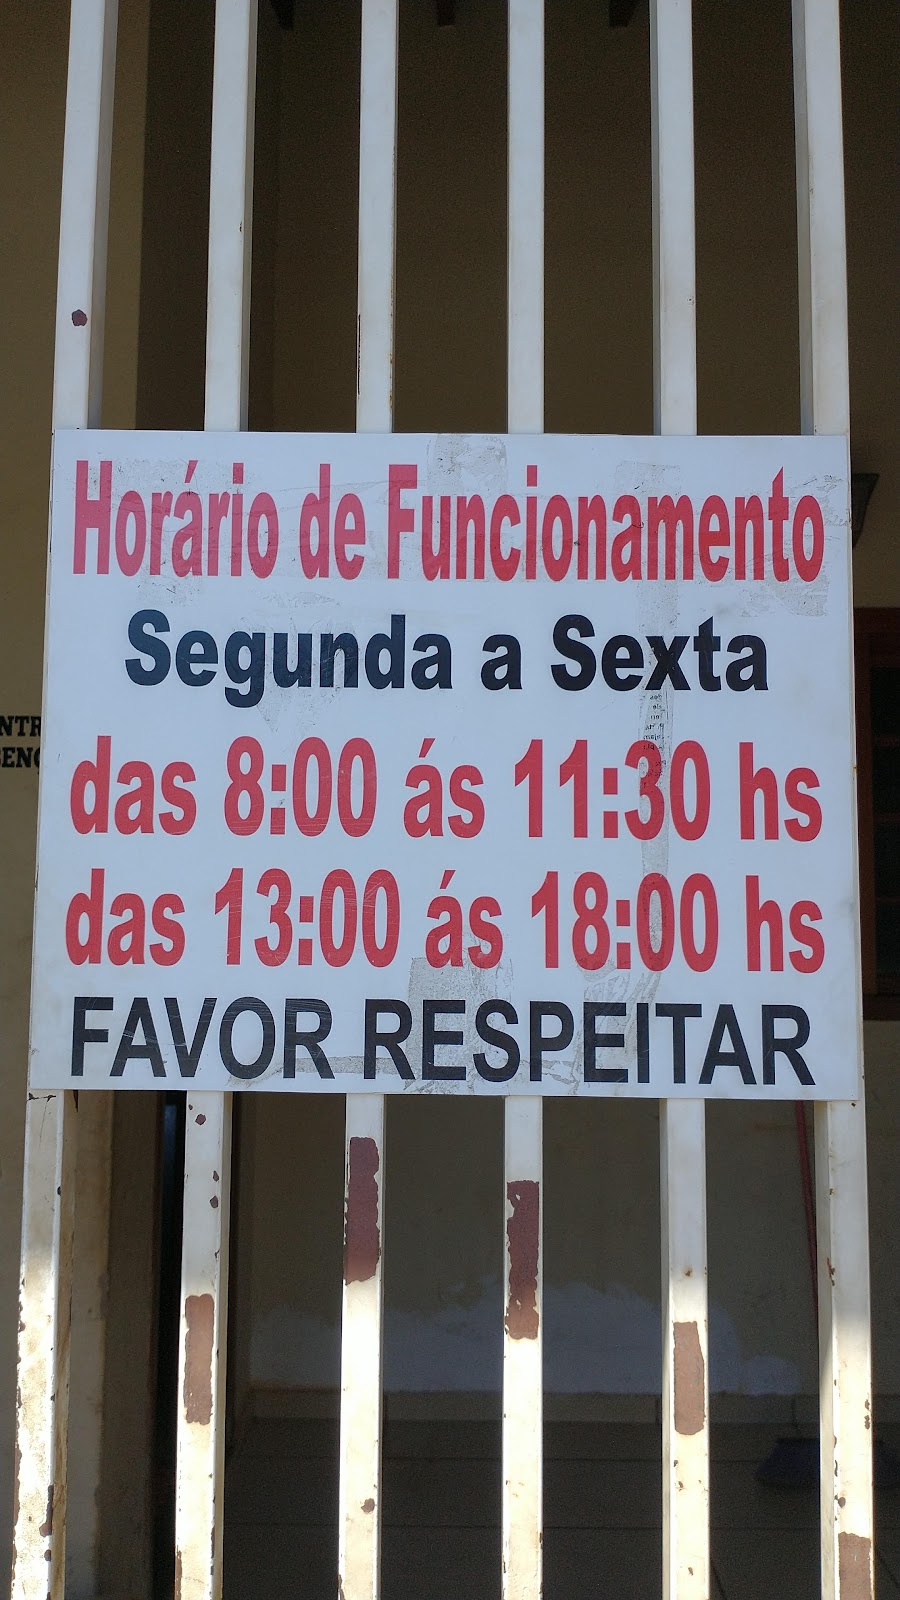 Horário de Funcionamento
Segunda a Sexta
das 8:00 ás 11:30 hs
das 13:00 ás 18:00 hs
FAVOR RESPEITAR